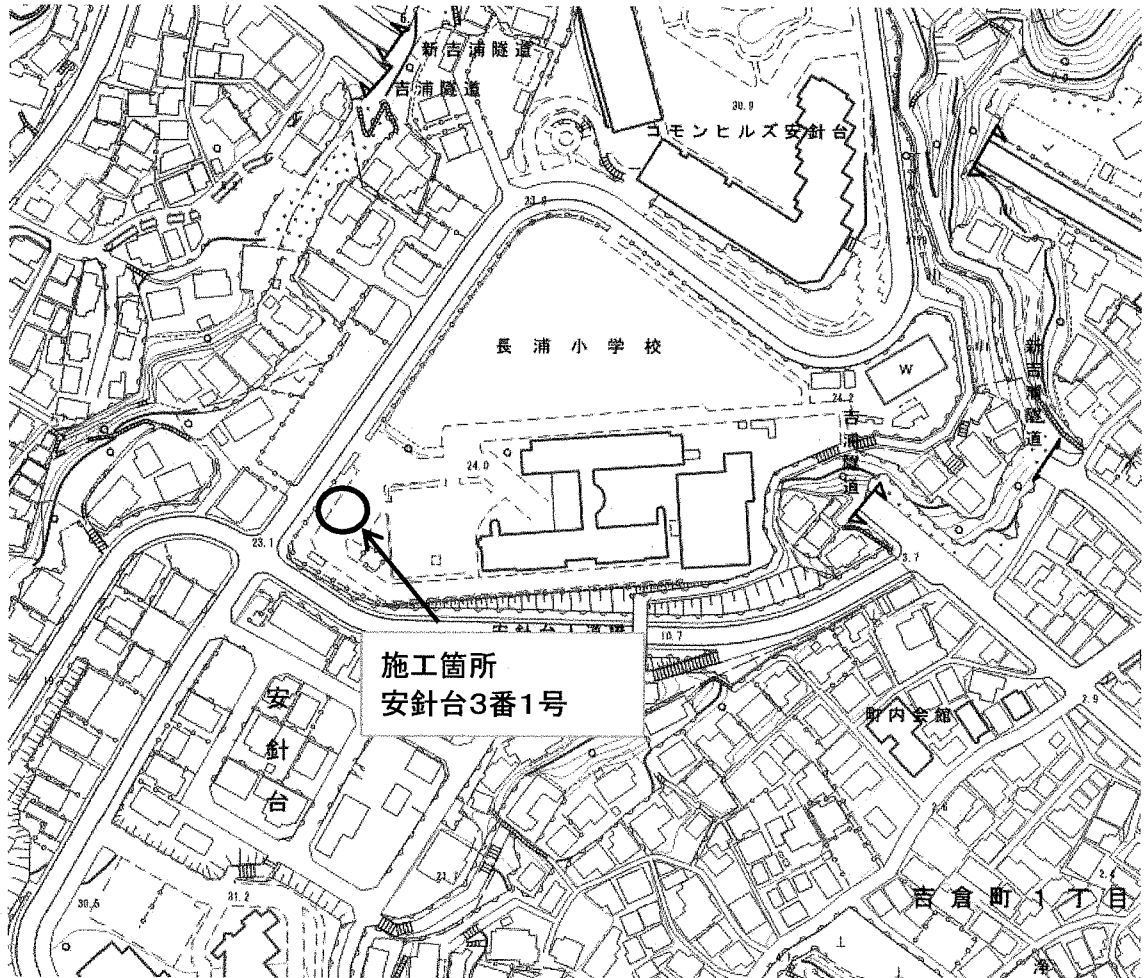 新吉浦隧道
吉浦隧道
30.9
コモンヒルズ安針台
23.9
長浦小学校
W
24.2
新吉浦隧道
吉浦隧道
24.0
23.1
3.7
10.7
施工箇所
安針台3番1号
安針台
町内会館
2.9
2.6
2.4
30.5
31.2
吉倉町1丁目
浄